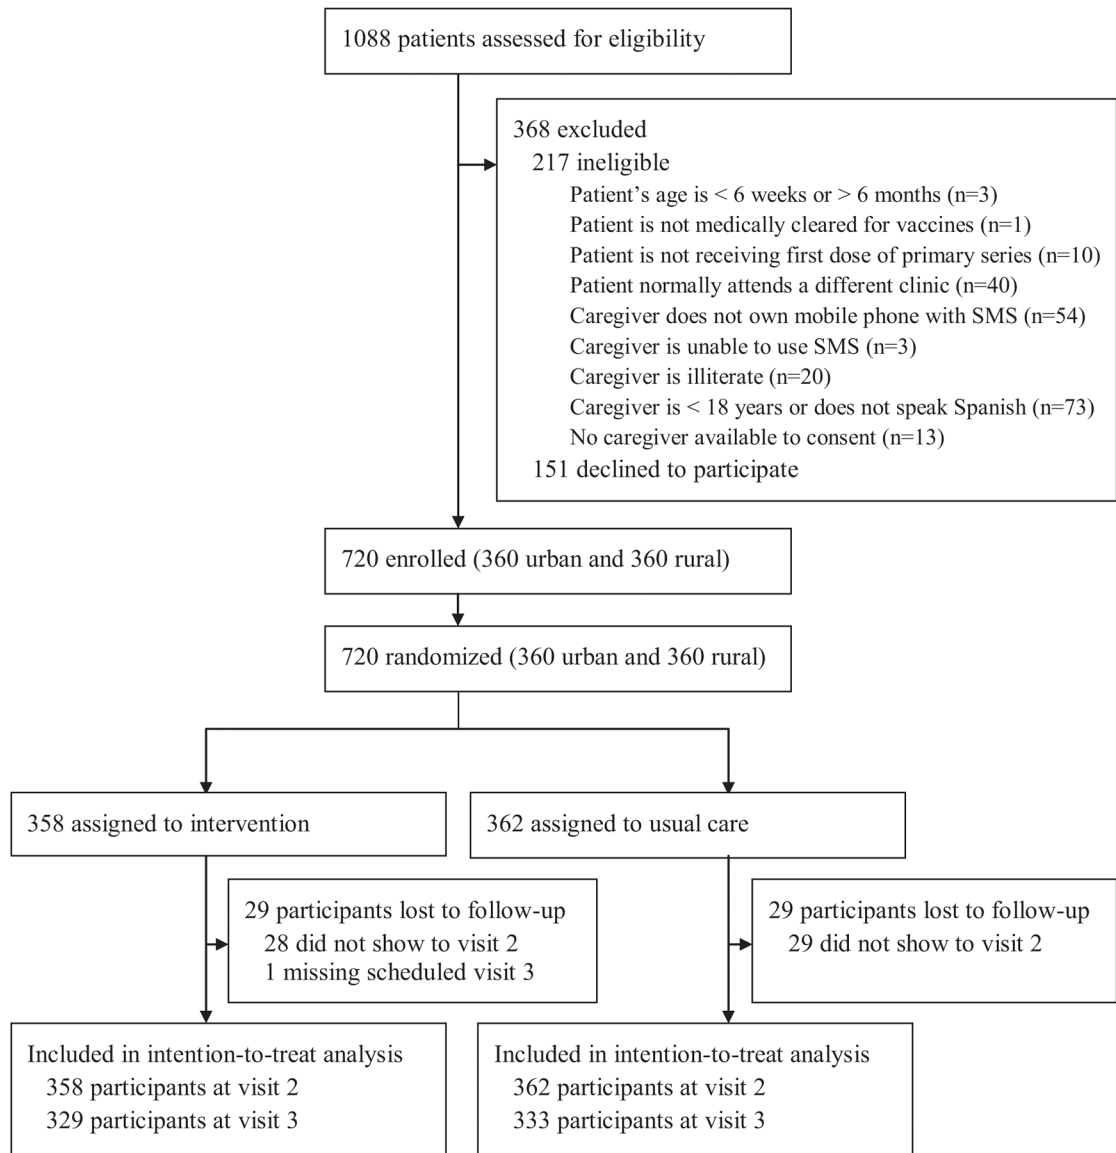 1088 patients assessed for eligibility
368 excluded
217 ineligible
Patient’s age is < 6 weeks or > 6 months (n=3)
Patient is not medically cleared for vaccines (n=1)
Patient is not receiving first dose of primary series (n=10)
Patient normally attends a different clinic (n=40)
Caregiver does not own mobile phone with SMS (n=54)
Caregiver is unable to use SMS (n=3)
Caregiver is illiterate (n=20)
Caregiver is < 18 years or does not speak Spanish (n=73)
No caregiver available to consent (n=13)
151 declined to participate
720 enrolled (360 urban and 360 rural)
720 randomized (360 urban and 360 rural)
358 assigned to intervention
362 assigned to usual care
29 participants lost to follow-up
28 did not show to visit 2
1 missing scheduled visit 3
29 participants lost to follow-up
29 did not show to visit 2
Included in intention-to-treat analysis
358 participants at visit 2
329 participants at visit 3
Included in intention-to-treat analysis
362 participants at visit 2
333 participants at visit 3